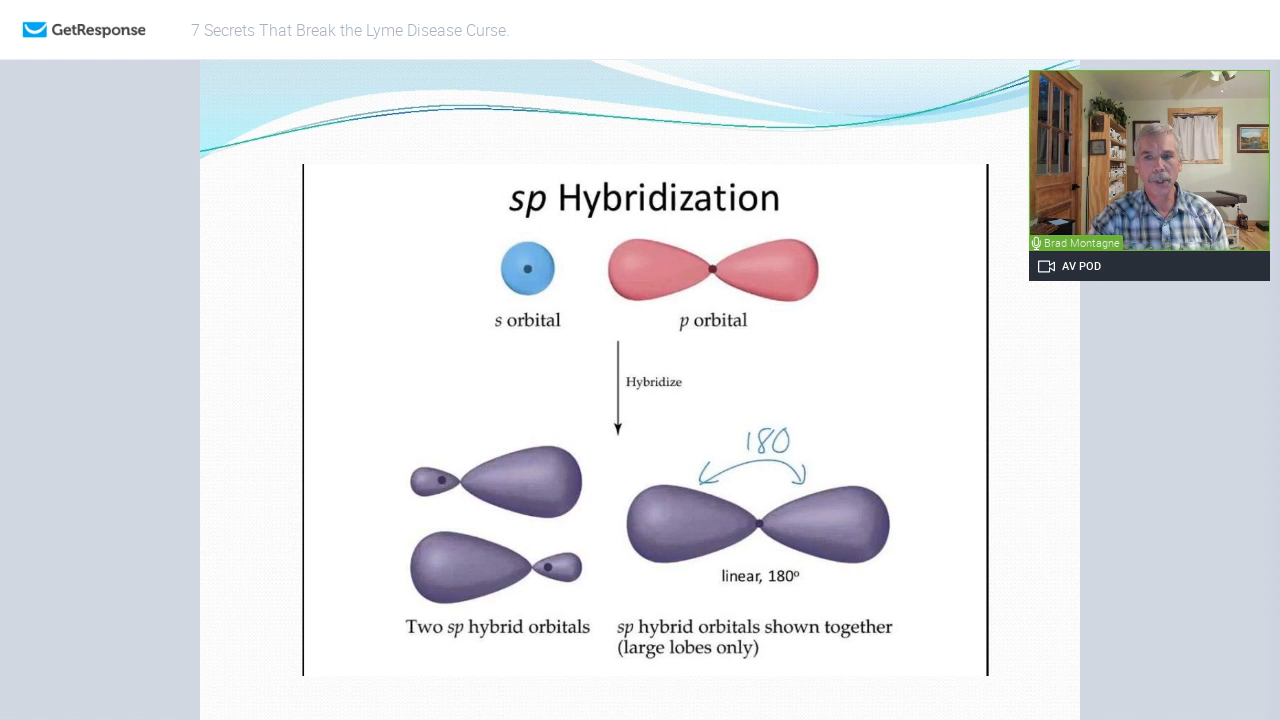 GetResponse
7 Secrets That Break the Lyme Disease Curse.
sp Hybridization
s orbital
p orbital
Hybridize
180
linear, 180º
Two sp hybrid orbitals
sp hybrid orbitals shown together
(large lobes only)
Brad Montagne
AV POD